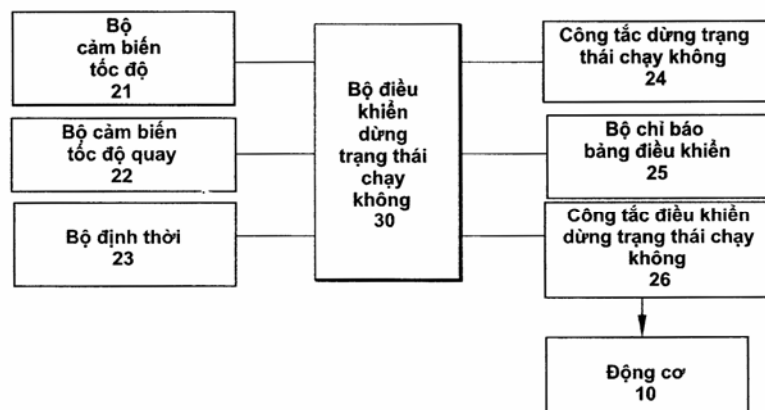 Bộ
cảm biến
tốc độ
21
Bộ cảm biến
tốc độ quay
22
Bộ định thời
23
Bộ điều
khiển
dừng
trạng thái
chạy
không
30
Công tắc dừng trạng
thái chạy không
24
Bộ chỉ báo
bảng điều khiển
25
Công tắc điều khiển
dừng trạng thái chạy
không
26
Động cơ
10